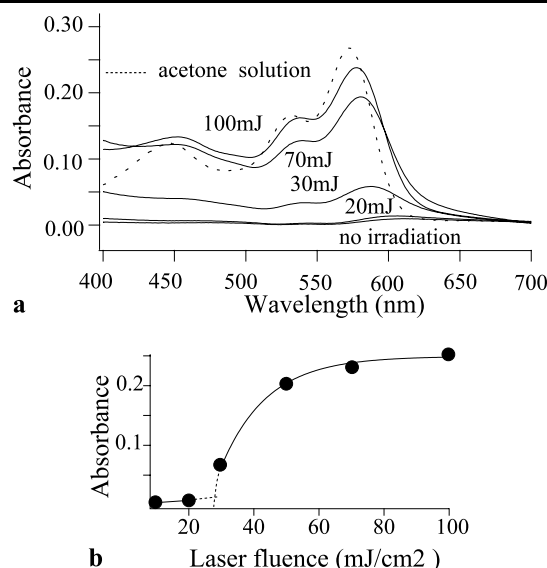 0.30
0.20
0.10
0.00
Absorbance
acetone solution
100mJ
70mJ
30mJ
20mJ
no irradiation
400 450 500 550 600 650 700
Wavelength (nm)
a
0.2
0.1
Absorbance
20 40 60 80 100
Laser fluence (mJ/cm2 )
b